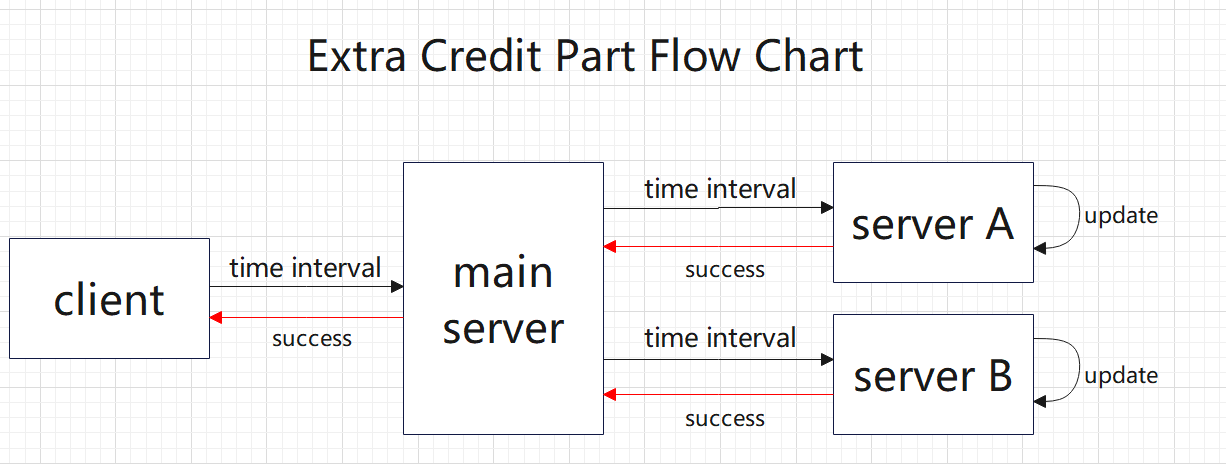 Extra Credit Part Flow Chart
client
time interval
success
main
server
time interval
success
time interval
success
server A
update
server B
update